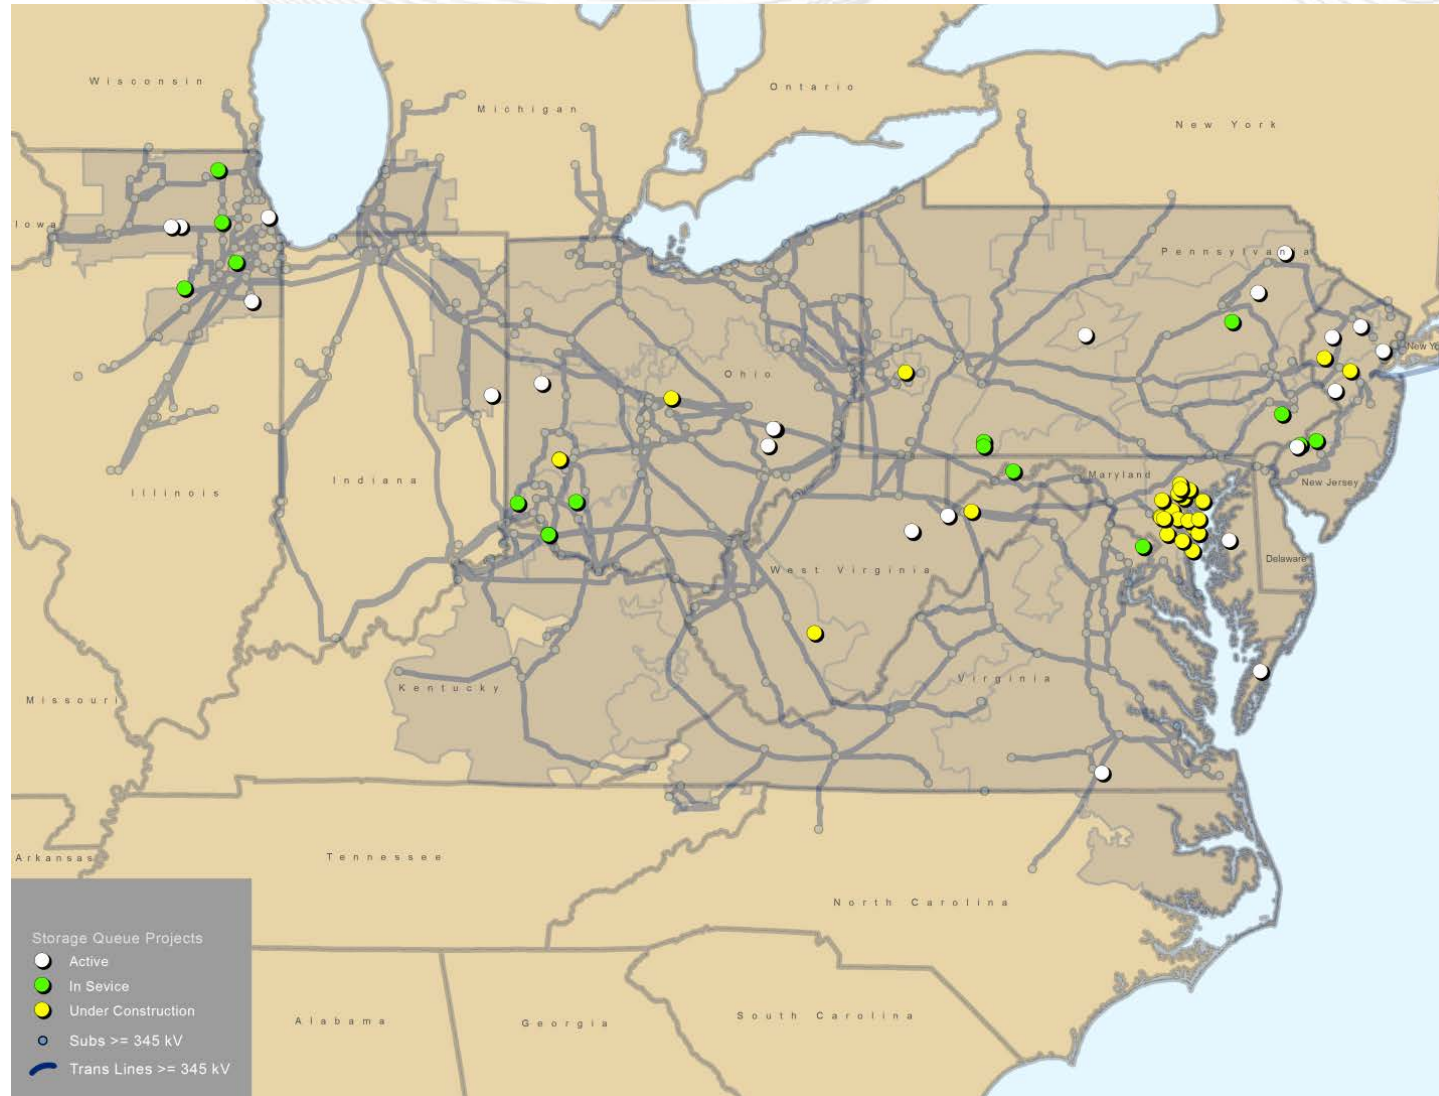 Wisconsin
Michigan
Ontario
New York
Iowa
Pennsylvania
New Yo
Ohio
Illinois
Indiana
Maryland
New Jersey
West Virginia
Delaware
Missouri
Kentucky
Virginia
Arkansas
Tennessee
North Carolina
Storage Queue Projects
Active
In Sevice
Under Construction
Subs >= 345 kV
Trans Lines >= 345 kV
Alabama
Georgia
South Carolina